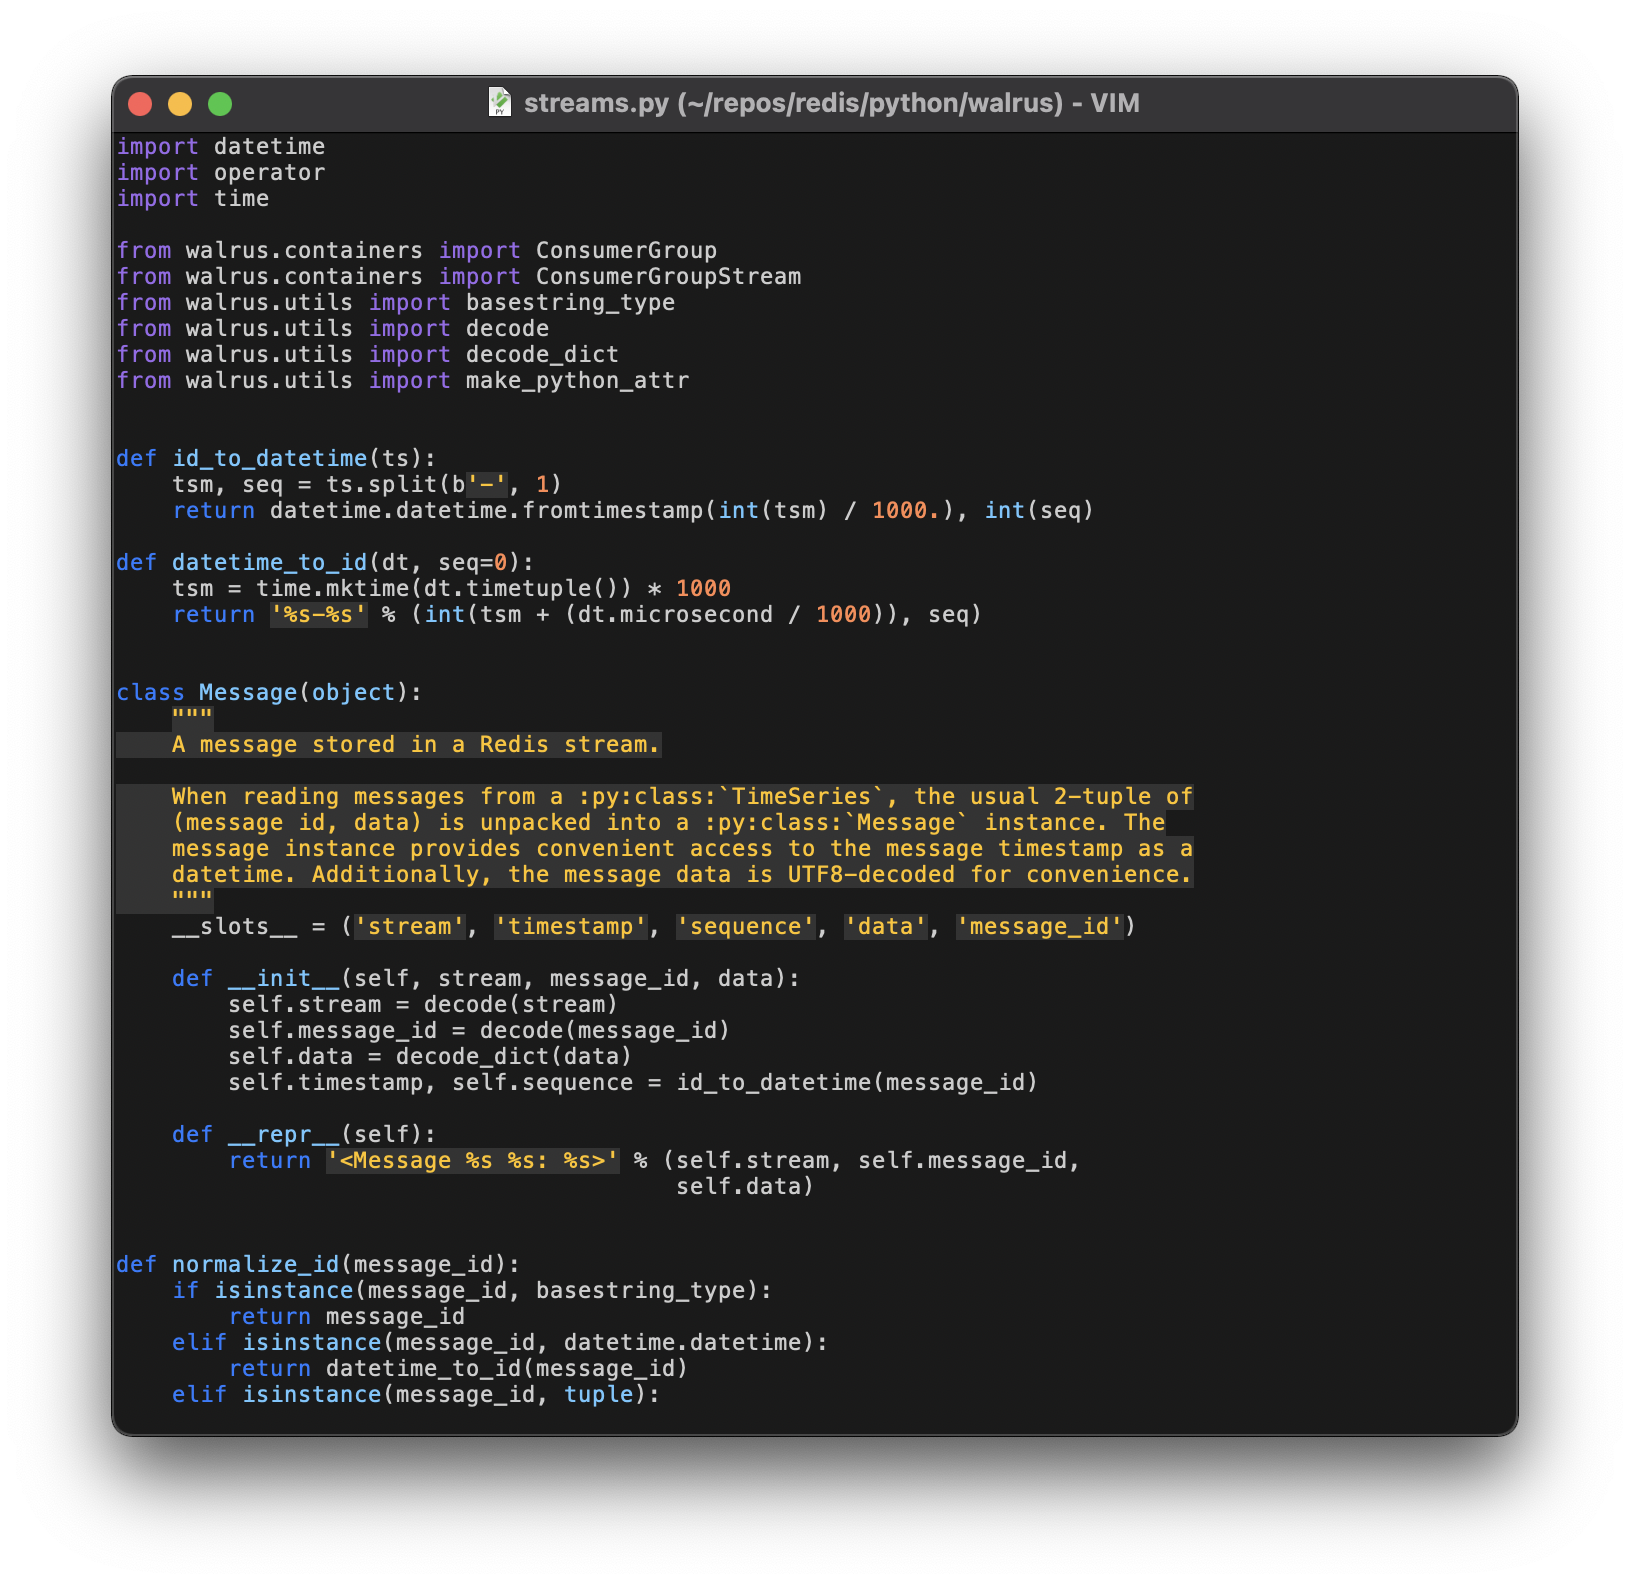 streams.py (~/repos/redis/python/walrus) - VIM
import datetime
import operator
import time

from walrus.containers import ConsumerGroup
from walrus.containers import ConsumerGroupStream
from walrus.utils import basestring_type
from walrus.utils import decode
from walrus.utils import decode_dict
from walrus.utils import make_python_attr


def id_to_datetime(ts):
    tsm, seq = ts.split(b'-', 1)
    return datetime.datetime.fromtimestamp(int(tsm) / 1000.), int(seq)

def datetime_to_id(dt, seq=0):
    tsm = time.mktime(dt.timetuple()) * 1000
    return '%s-%s' % (int(tsm + (dt.microsecond / 1000)), seq)


class Message(object):
    """
    A message stored in a Redis stream.

    When reading messages from a :py:class:`TimeSeries`, the usual 2-tuple of
    (message id, data) is unpacked into a :py:class:`Message` instance. The
    message instance provides convenient access to the message timestamp as a
    datetime. Additionally, the message data is UTF8-decoded for convenience.
    """
    __slots__ = ('stream', 'timestamp', 'sequence', 'data', 'message_id')

    def __init__(self, stream, message_id, data):
        self.stream = decode(stream)
        self.message_id = decode(message_id)
        self.data = decode_dict(data)
        self.timestamp, self.sequence = id_to_datetime(message_id)

    def __repr__(self):
        return '<Message %s %s: %s>' % (self.stream, self.message_id,
                                        self.data)


def normalize_id(message_id):
    if isinstance(message_id, basestring_type):
        return message_id
    elif isinstance(message_id, datetime.datetime):
        return datetime_to_id(message_id)
    elif isinstance(message_id, tuple):